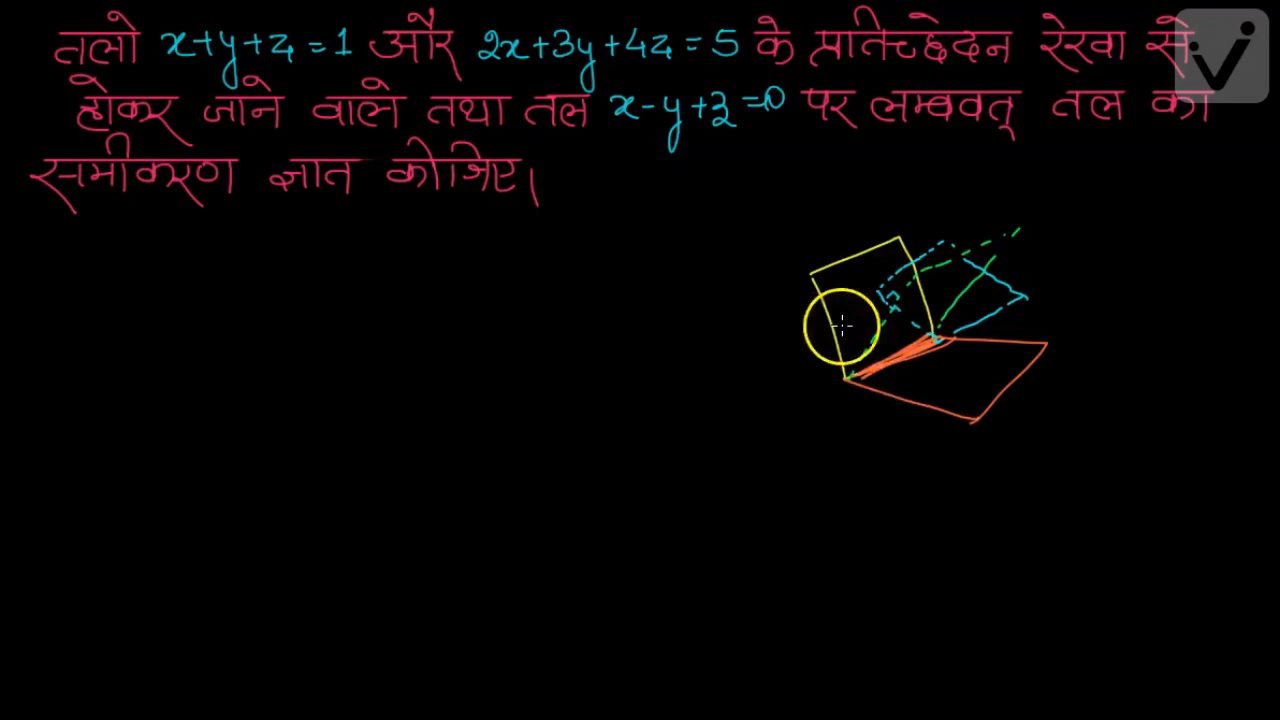 तलो x+y+z=1 और 2x+3y+4z=5 के प्रतिच्छेदन रेखा से
होकर जाने वाले तथा तल x-y+z=0 पर लम्बवत् तल का
समीकरण ज्ञात कीजिए।